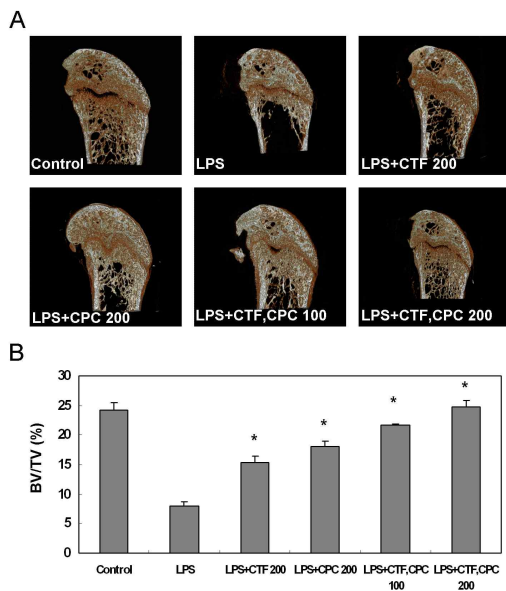 A
Control
LPS
LPS+CTF 200
LPS+CPC 200
LPS+CTF,CPC 100
LPS+CTF,CPC 200
B
BV/TV (%)
30
25
20
15
10
5
0
*
*
*
*
Control
LPS
LPS+CTF 200
LPS+CPC 200
LPS+CTF,CPC
100
LPS+CTF,CPC
200